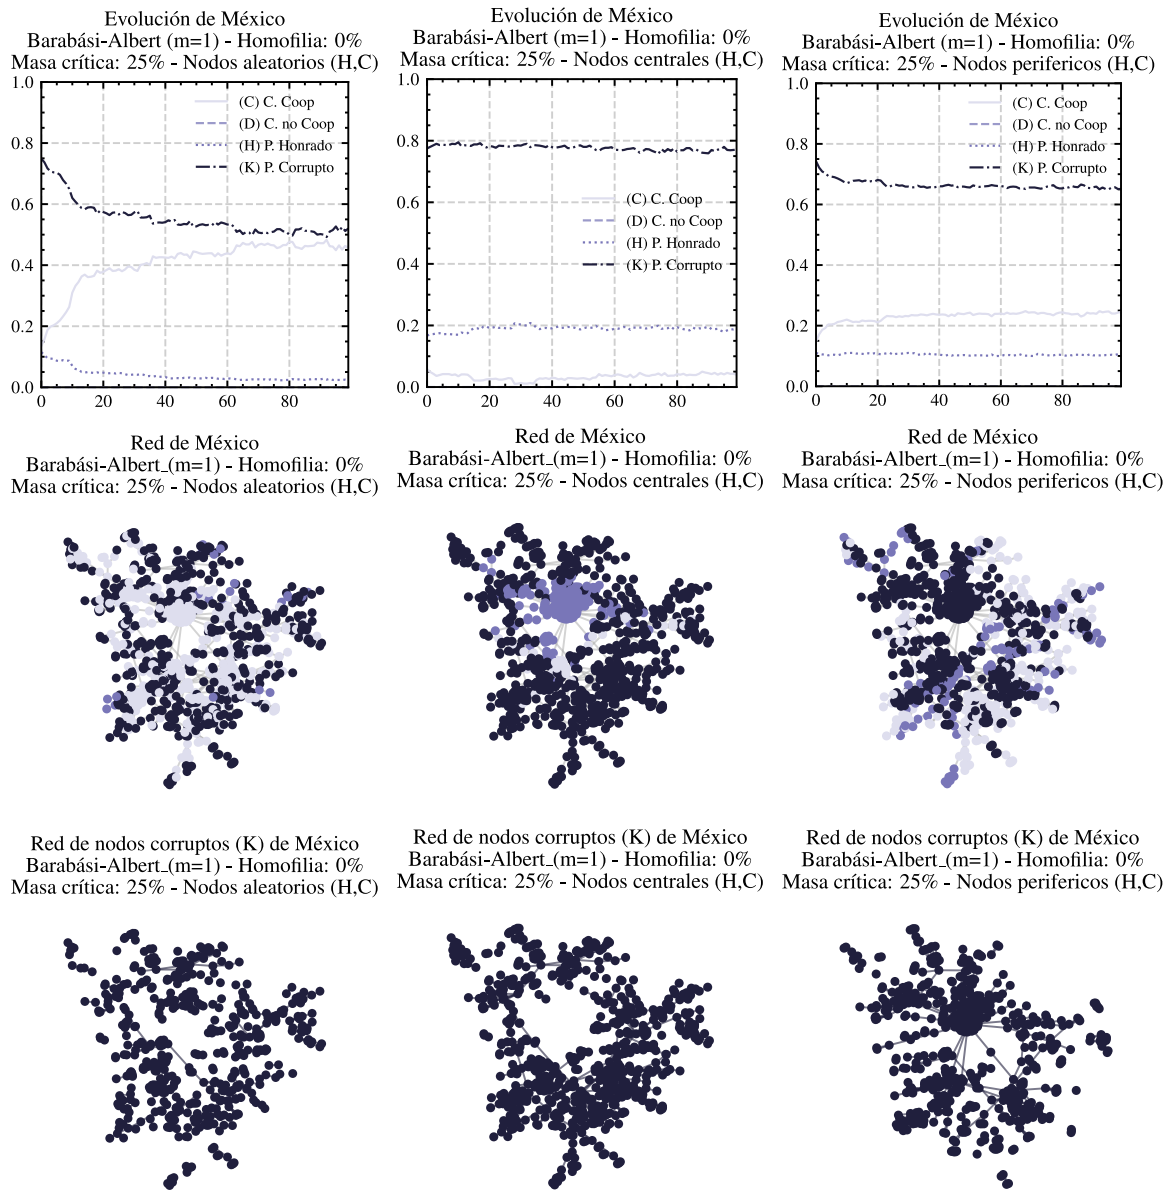 Evolución de México
Barabási-Albert (m=1) - Homofilia: 0%
Masa crítica: 25% - Nodos aleatorios (H,C)
1.0
0.8
0.6
0.4
0.2
0.0
0
20
40
60
80
(C) C. Coop
(D) C. no Coop
(H) P. Honrado
(K) P. Corrupto
Evolución de México
Barabási-Albert (m=1) - Homofilia: 0%
Masa crítica: 25% - Nodos centrales (H,C)
1.0
0.8
0.6
0.4
0.2
0.0
0
20
40
60
80
(C) C. Coop
(D) C. no Coop
(H) P. Honrado
(K) P. Corrupto
Evolución de México
Barabási-Albert (m=1) - Homofilia: 0%
Masa crítica: 25% - Nodos perifericos (H,C)
1.0
0.8
0.6
0.4
0.2
0.0
0
20
40
60
80
(C) C. Coop
(D) C. no Coop
(H) P. Honrado
(K) P. Corrupto
Red de México
Barabási-Albert_(m=1) - Homofilia: 0%
Masa crítica: 25% - Nodos aleatorios (H,C)
Red de México
Barabási-Albert_(m=1) - Homofilia: 0%
Masa crítica: 25% - Nodos centrales (H,C)
Red de México
Barabási-Albert_(m=1) - Homofilia: 0%
Masa crítica: 25% - Nodos perifericos (H,C)
Red de nodos corruptos (K) de México
Barabási-Albert_(m=1) - Homofilia: 0%
Masa crítica: 25% - Nodos aleatorios (H,C)
Red de nodos corruptos (K) de México
Barabási-Albert_(m=1) - Homofilia: 0%
Masa crítica: 25% - Nodos centrales (H,C)
Red de nodos corruptos (K) de México
Barabási-Albert_(m=1) - Homofilia: 0%
Masa crítica: 25% - Nodos perifericos (H,C)